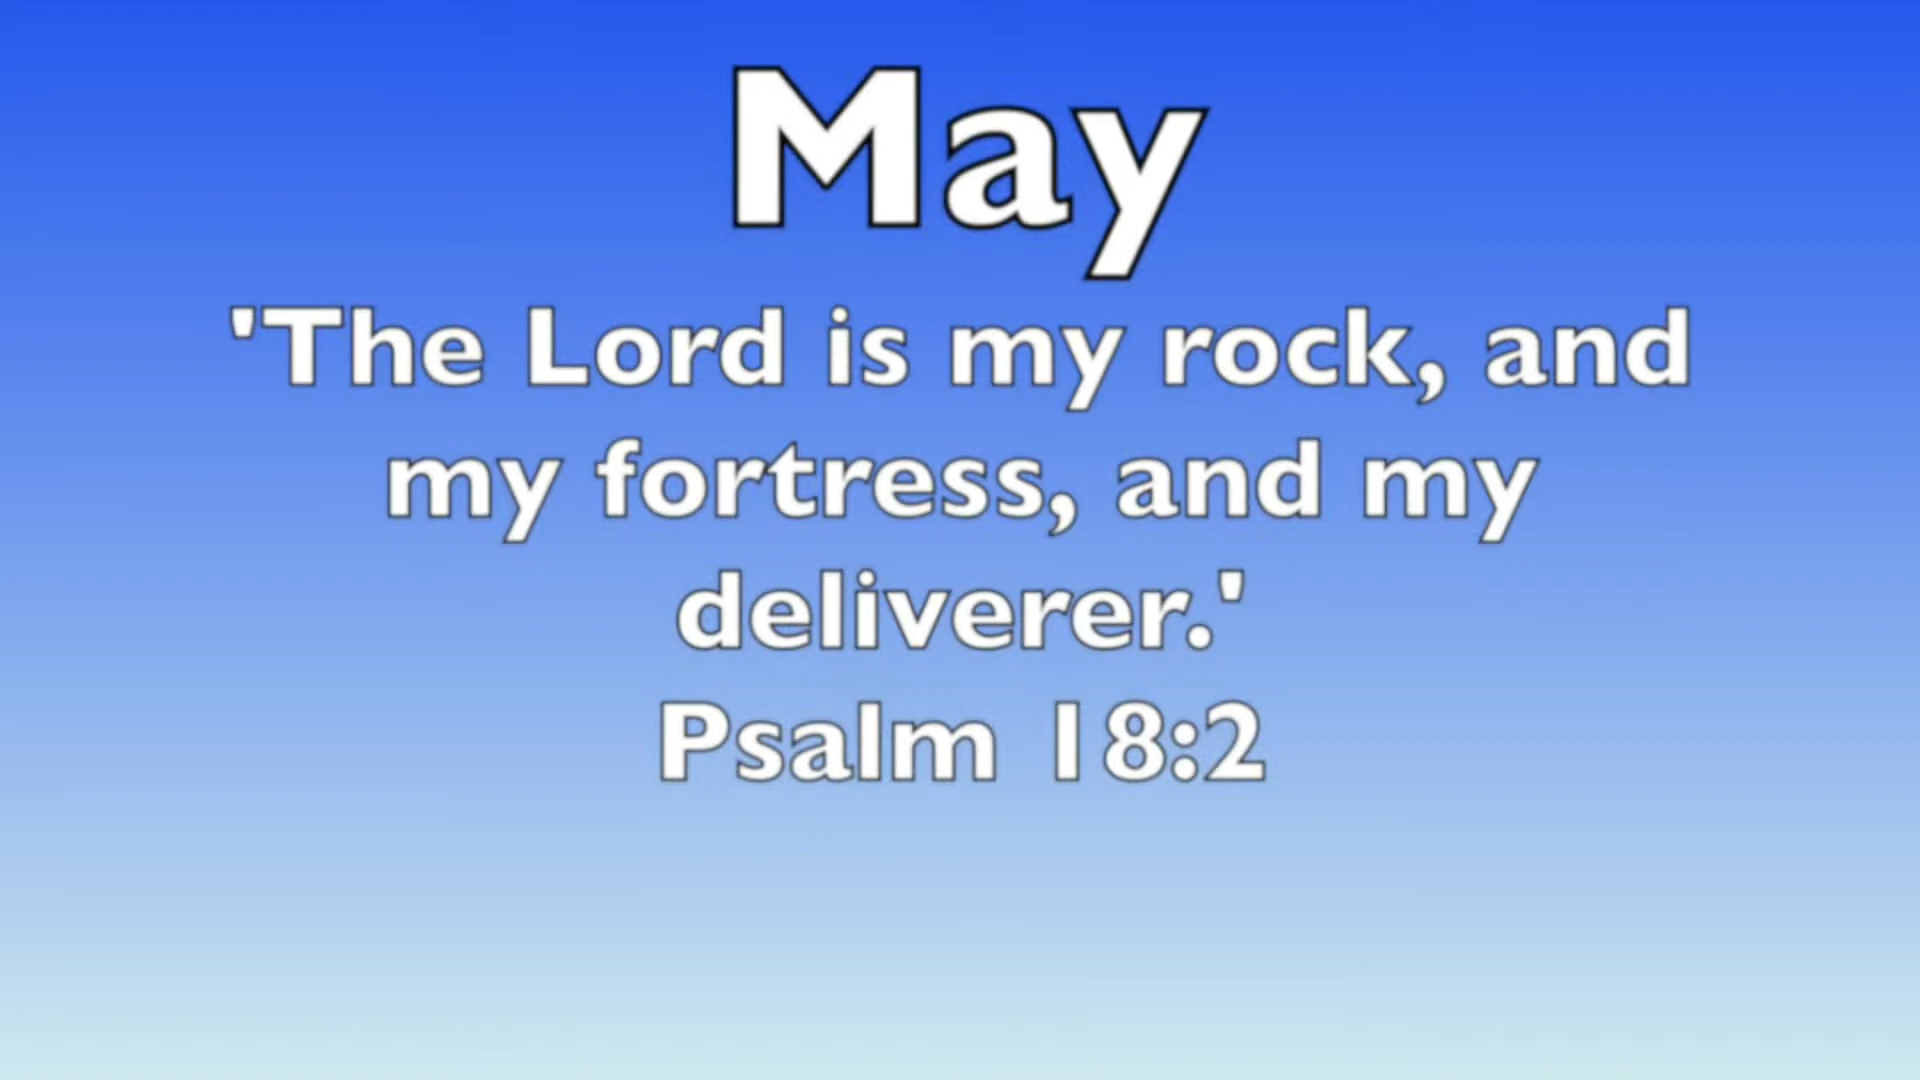 May
'The Lord is my rock, and
my fortress, and my
deliverer.'
Psalm 18:2